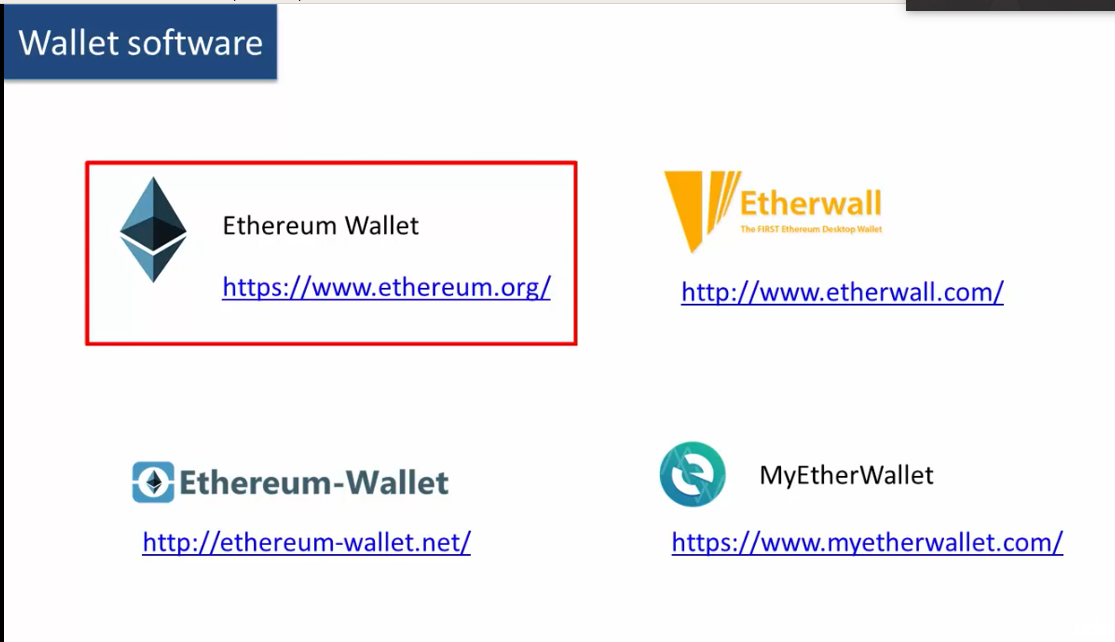 Wallet software
Ethereum Wallet
https://www.ethereum.org/
Etherwall
The FIRST Ethereum Desktop Wallet
http://www.etherwall.com/
Ethereum-Wallet
http://ethereum-wallet.net/
MyEtherWallet
https://www.myetherwallet.com/